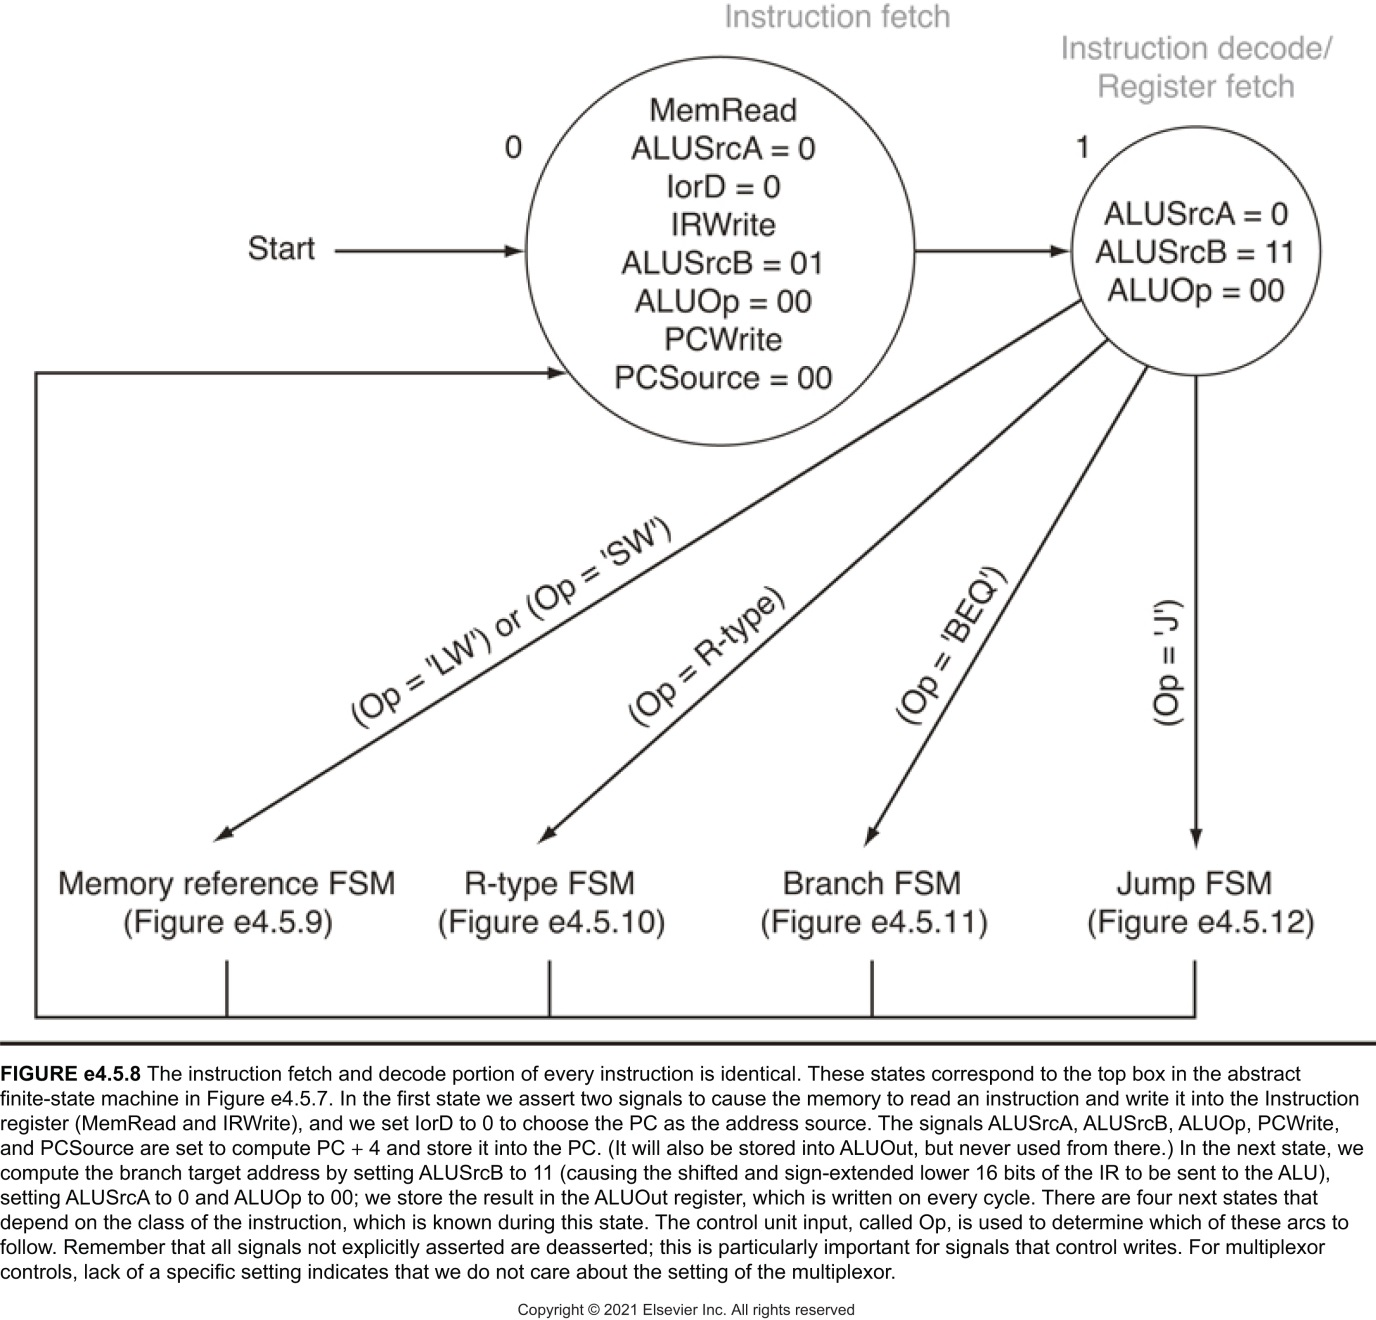 Instruction fetch
Instruction decode/
Register fetch
0
MemRead
ALUSrcA = 0
IorD = 0
IRWrite
ALUSrcB = 01
ALUOp = 00
PCWrite
PCSource = 00
1
ALUSrcA = 0
ALUSrcB = 11
ALUOp = 00
Start
(Op = 'LW') or (Op = 'SW')
(Op = R-type)
(Op = 'BEQ')
(Op = 'J')
Memory reference FSM
(Figure e4.5.9)
R-type FSM
(Figure e4.5.10)
Branch FSM
(Figure e4.5.11)
Jump FSM
(Figure e4.5.12)
FIGURE e4.5.8 The instruction fetch and decode portion of every instruction is identical. These states correspond to the top box in the abstract
finite-state machine in Figure e4.5.7. In the first state we assert two signals to cause the memory to read an instruction and write it into the Instruction
register (MemRead and IRWrite), and we set IorD to 0 to choose the PC as the address source. The signals ALUSrcA, ALUSrcB, ALUOp, PCWrite,
and PCSource are set to compute PC + 4 and store it into the PC. (It will also be stored into ALUOut, but never used from there.) In the next state, we
compute the branch target address by setting ALUSrcB to 11 (causing the shifted and sign-extended lower 16 bits of the IR to be sent to the ALU),
setting ALUSrcA to 0 and ALUOp to 00; we store the result in the ALUOut register, which is written on every cycle. There are four next states that
depend on the class of the instruction, which is known during this state. The control unit input, called Op, is used to determine which of these arcs to
follow. Remember that all signals not explicitly asserted are deasserted; this is particularly important for signals that control writes. For multiplexor
controls, lack of a specific setting indicates that we do not care about the setting of the multiplexor.
Copyright © 2021 Elsevier Inc. All rights reserved